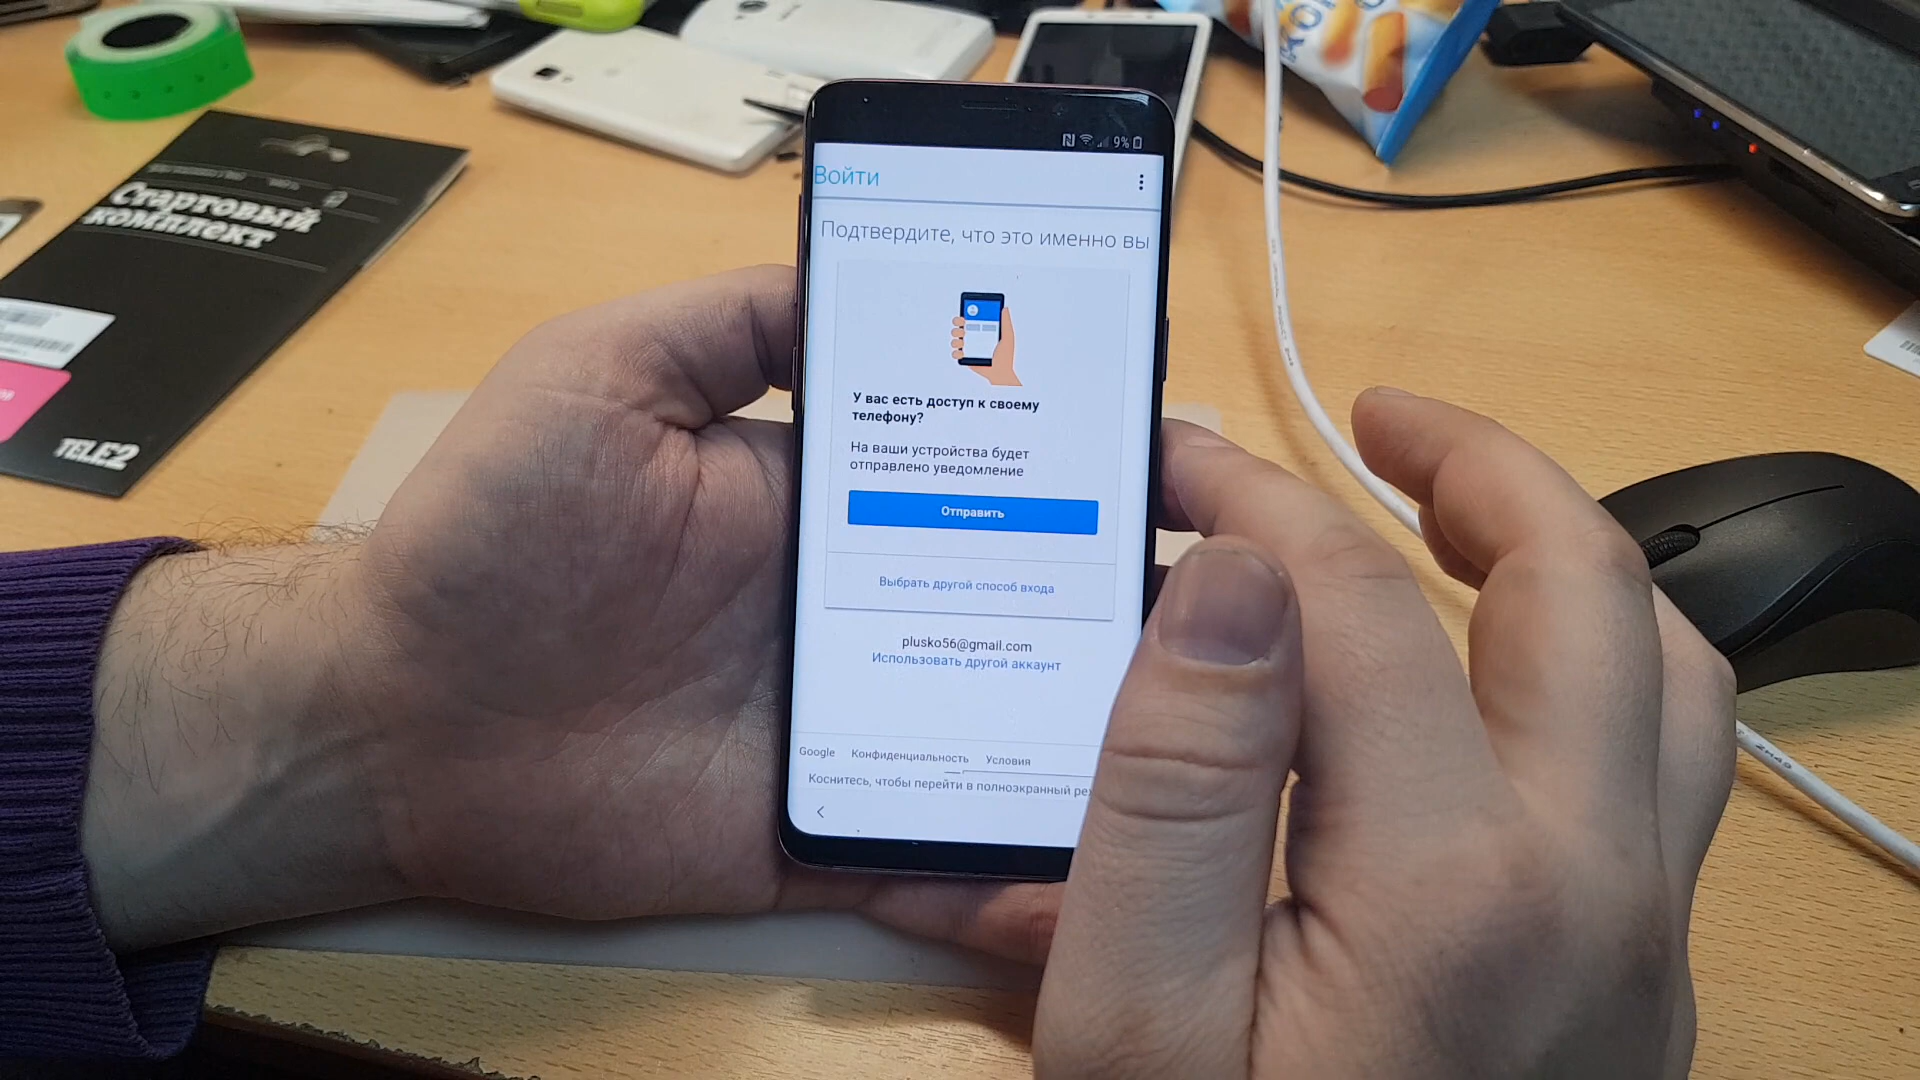 Стартовый
комплект
TELE2
9%
Войти
Подтвердите, что это именно вы
У вас есть доступ к своему
телефону?
На ваши устройства будет
отправлено уведомление
Отправить
Выбрать другой способ входа
plusko56@gmail.com
Использовать другой аккаунт
Google Конфиденциальность Условия
Коснитесь, чтобы перейти в полноэкранный